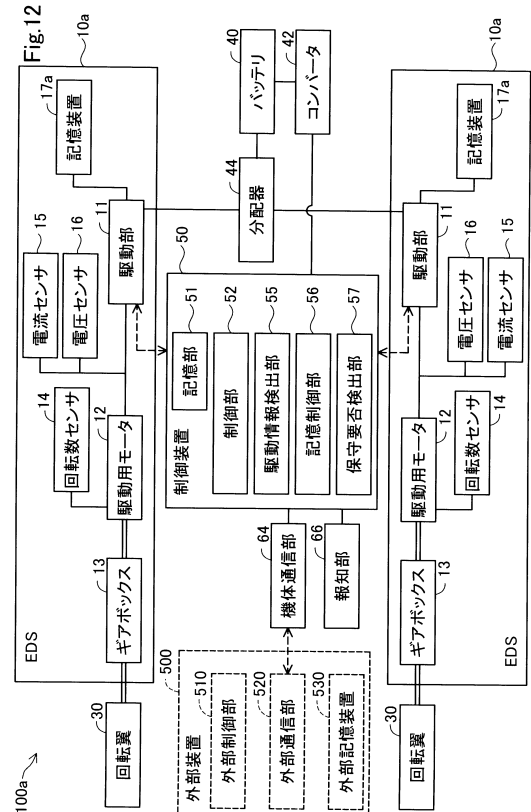 Fig.12
100a
10a
EDS
回転翼
30
ギアボックス
13
駆動用モータ
12
回転数センサ
14
電流センサ
15
電圧センサ
16
駆動部
11
記憶装置
17a
バッテリ
40
コンバータ
42
分配器
44
50
制御装置
記憶部
51
制御部
52
駆動情報検出部
55
記憶制御部
56
保守要否検出部
57
機体通信部
64
報知部
66
500
外部装置
外部制御部
510
外部通信部
520
外部記憶装置
530
10a
EDS
回転翼
30
ギアボックス
13
駆動用モータ
12
回転数センサ
14
電圧センサ
16
電流センサ
15
駆動部
11
記憶装置
17a